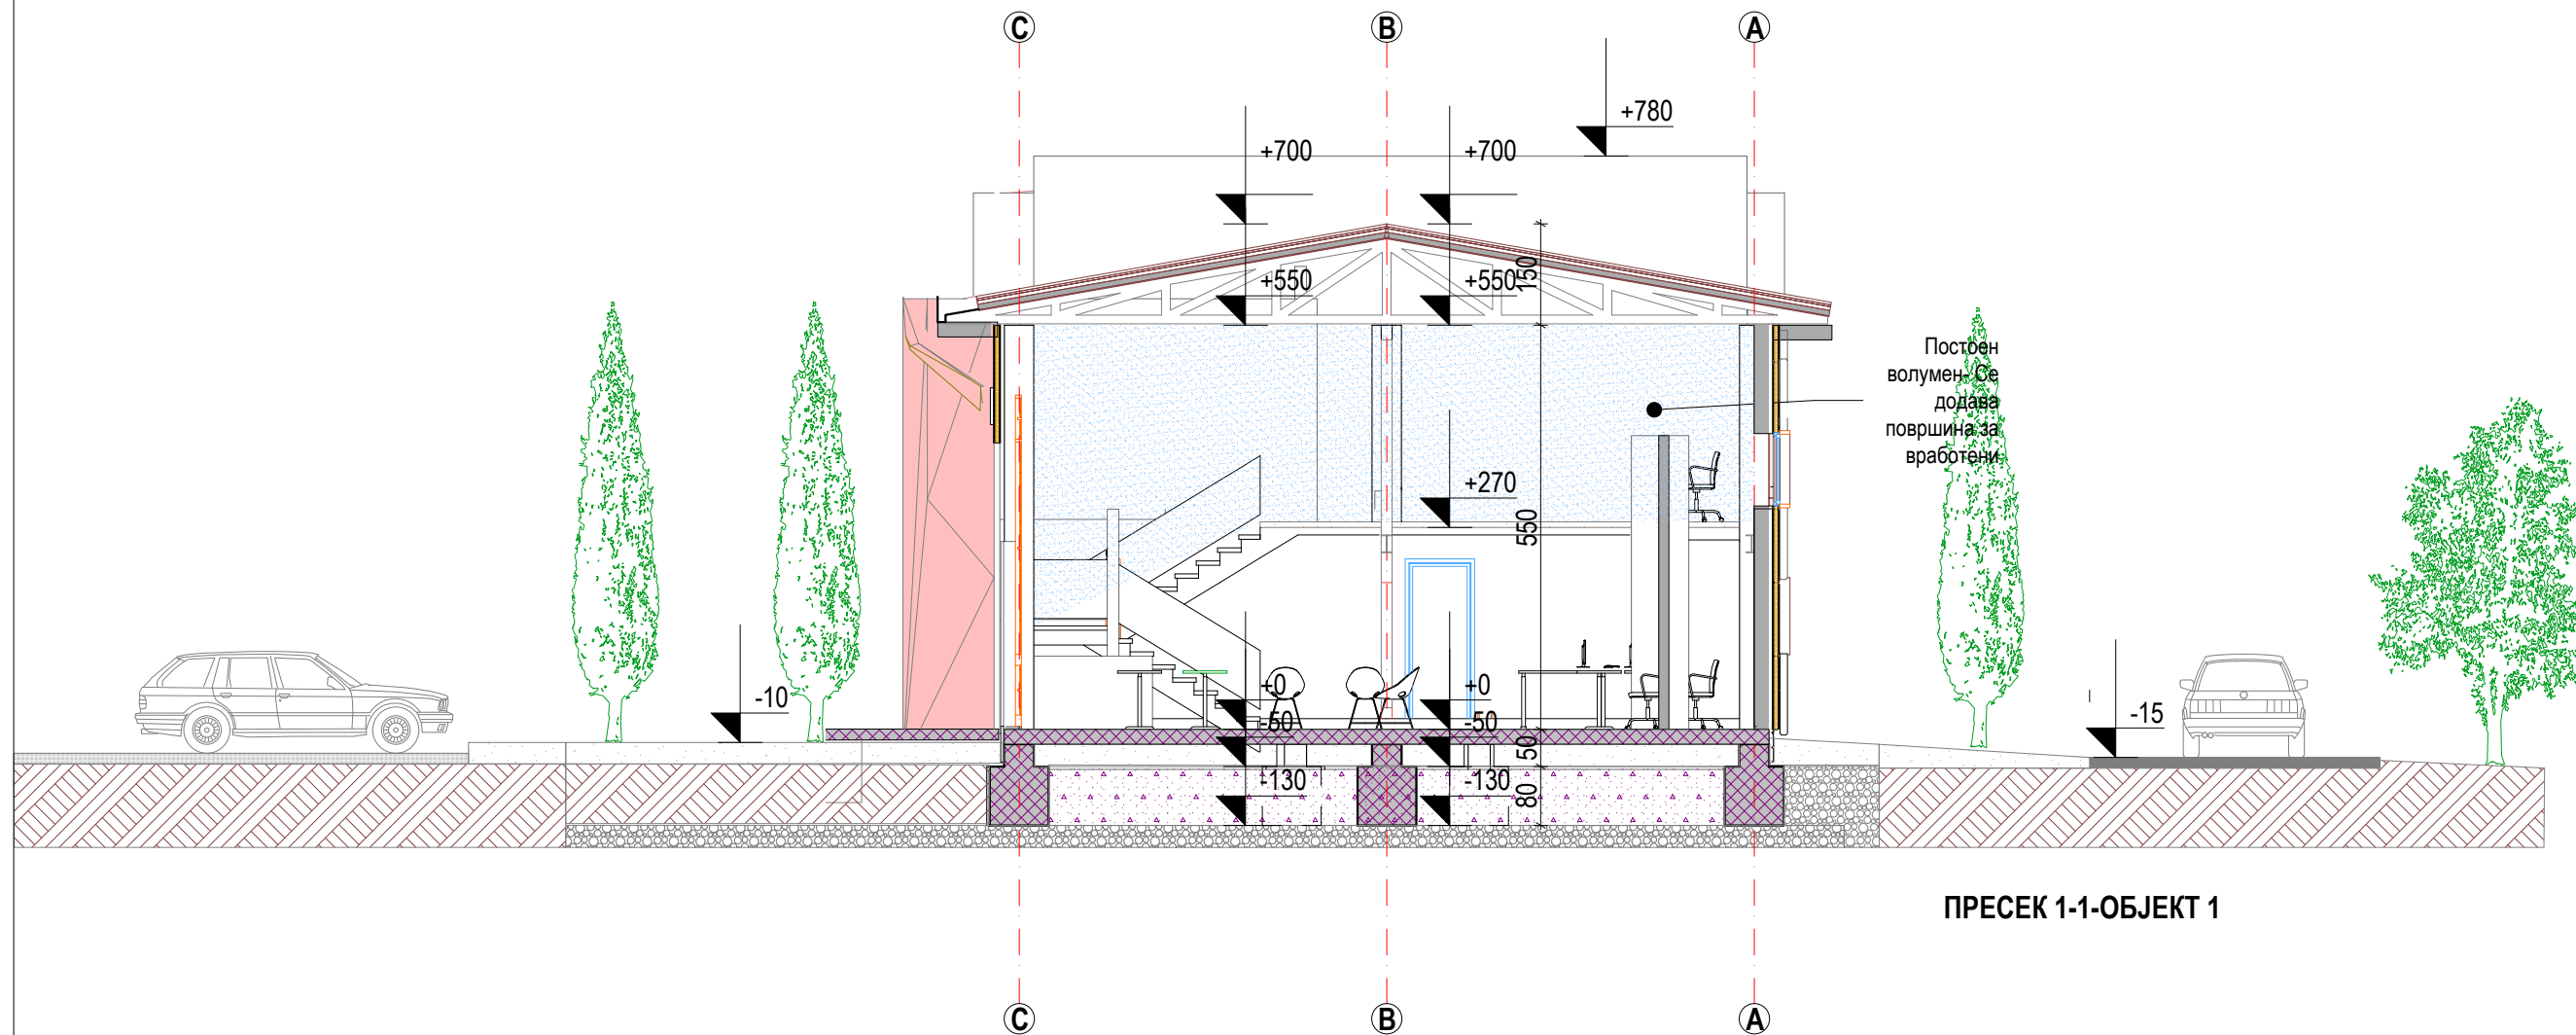 C B A
+780
+700 +700
+550 +550 150
Постоен
волумен- Се
додава
површина за
вработени
+270
550
-10
+0 +0
-50 -50
-15
50
-130 -130
80
ПРЕСЕК 1-1-ОБЈЕКТ 1
C B A